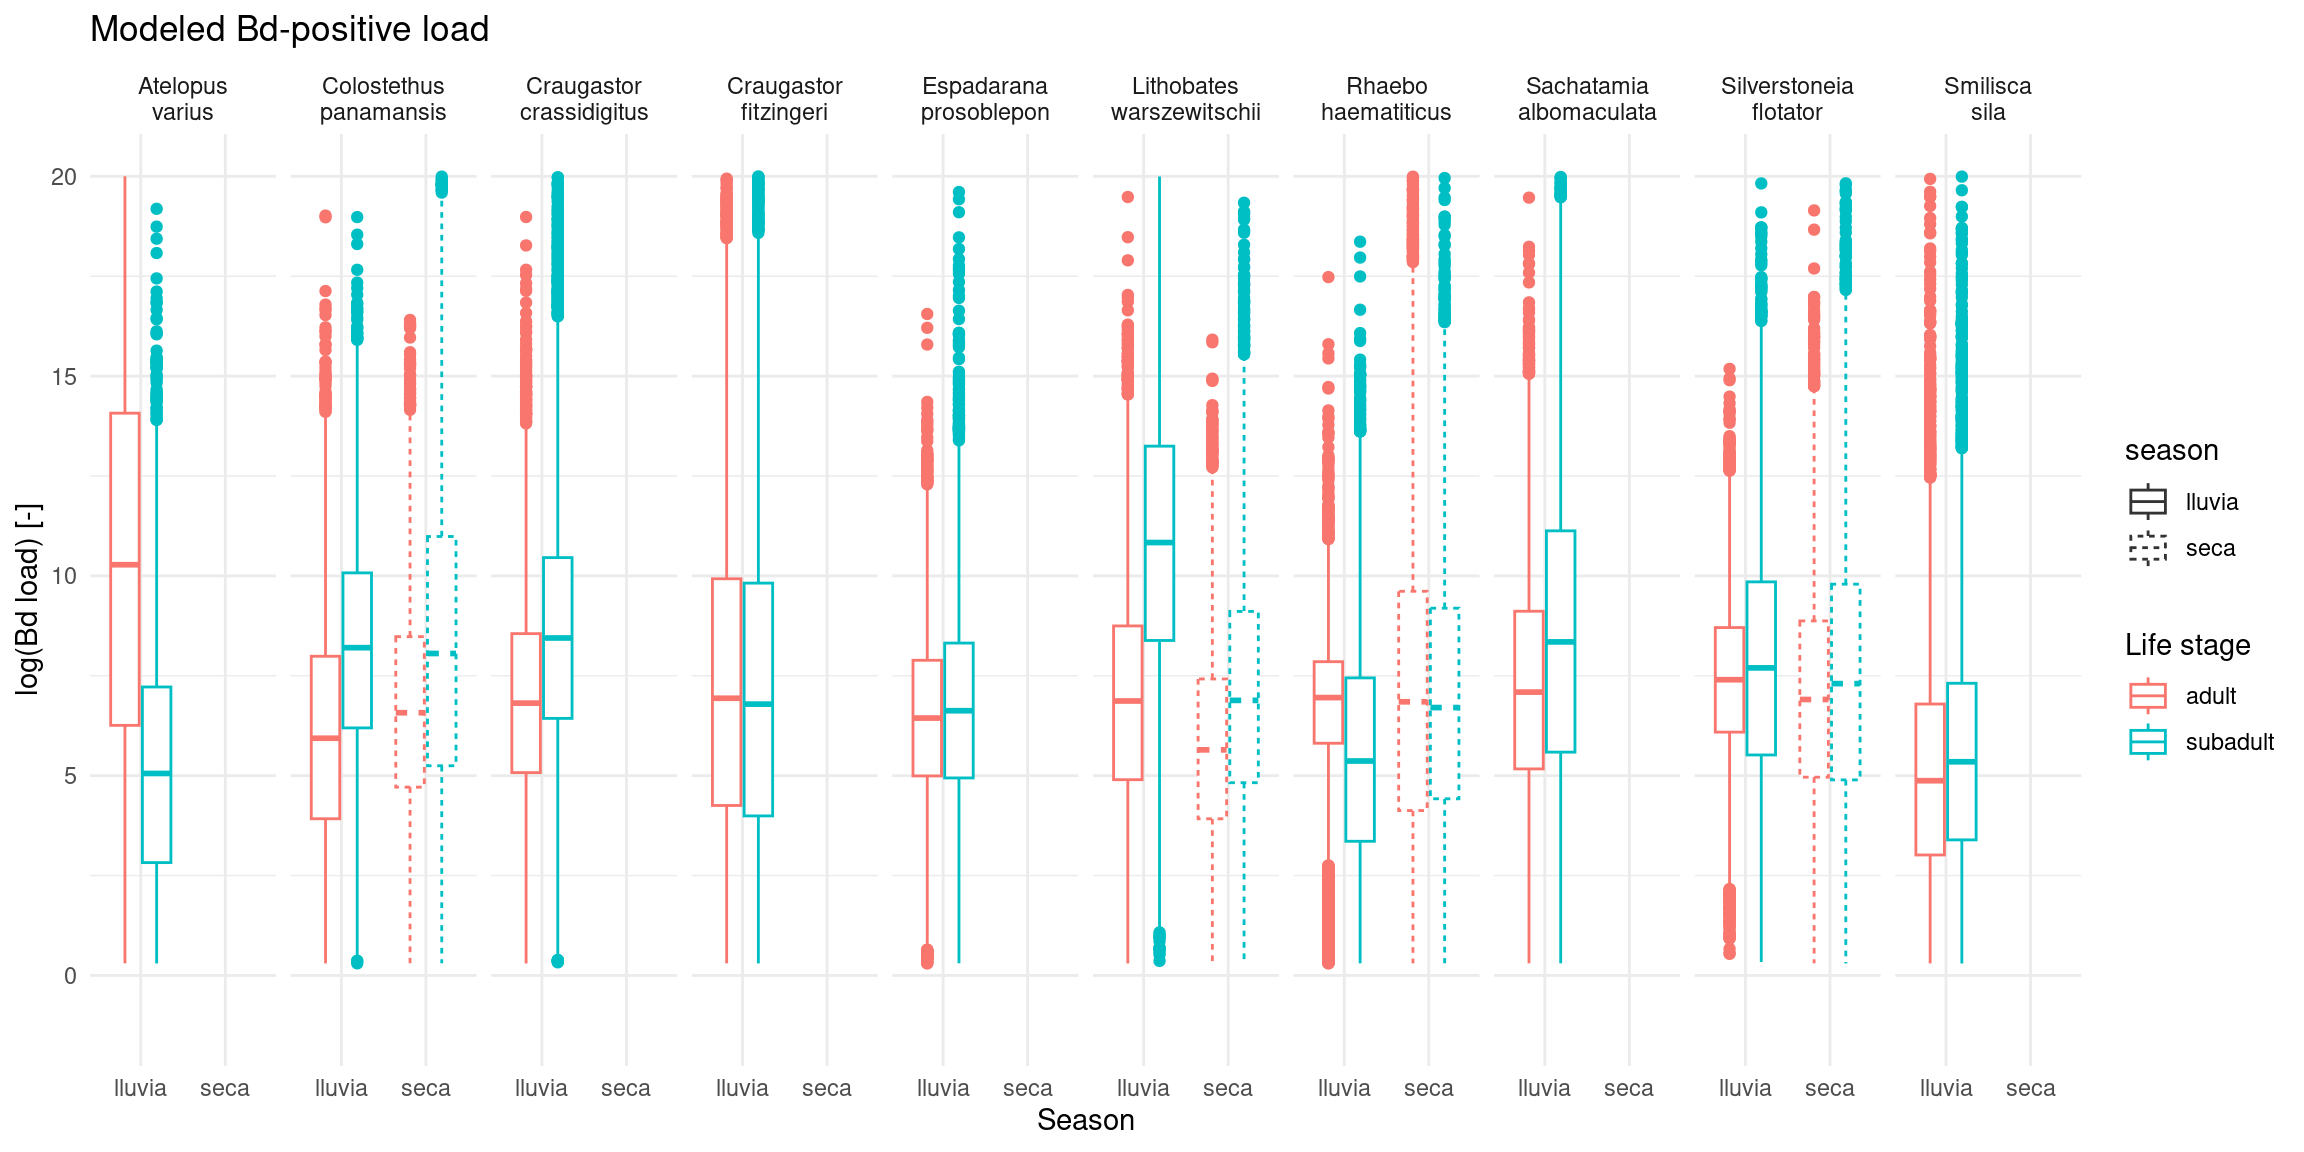 Modeled Bd-positive load
Atelopus
varius
Colostethus
panamansis
Craugastor
crassidigitus
Craugastor
fitzingeri
Espadarana
prosoblepon
Lithobates
warszewitschii
Rhaebo
haematiticus
Sachatamia
albomaculata
Silverstoneia
flotator
Smilisca
sila
log(Bd load) [-]
20
15
10
5
0
lluvia seca lluvia seca lluvia seca lluvia seca lluvia seca lluvia seca lluvia seca lluvia seca lluvia seca lluvia seca
Season
season
lluvia
seca
Life stage
adult
subadult